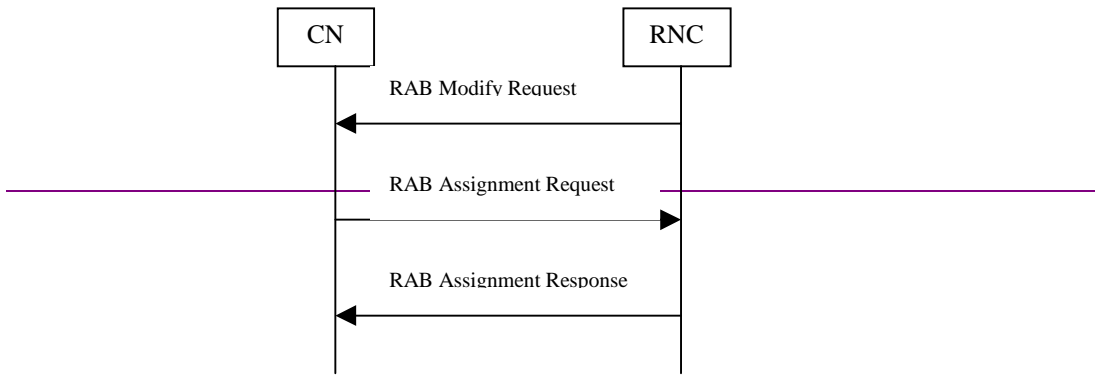 CN RNC
RAB Modify Request
RAB Assignment Request
RAB Assignment Response